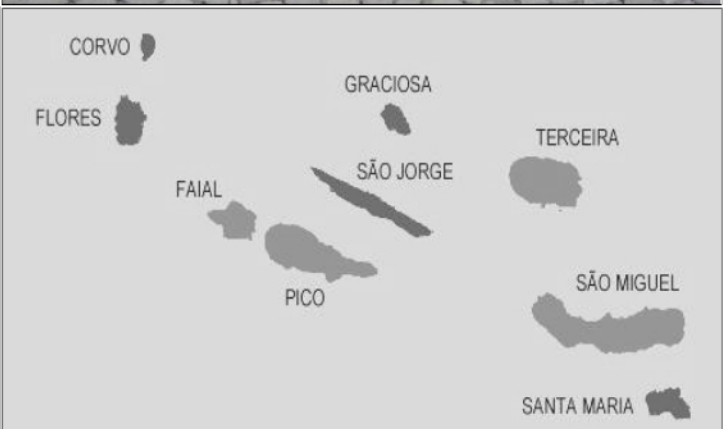 CORVO
GRACIOSA
FLORES
TERCEIRA
SÃO JORGE
FAIAL
SÃO MIGUEL
PICO
SANTA MARIA